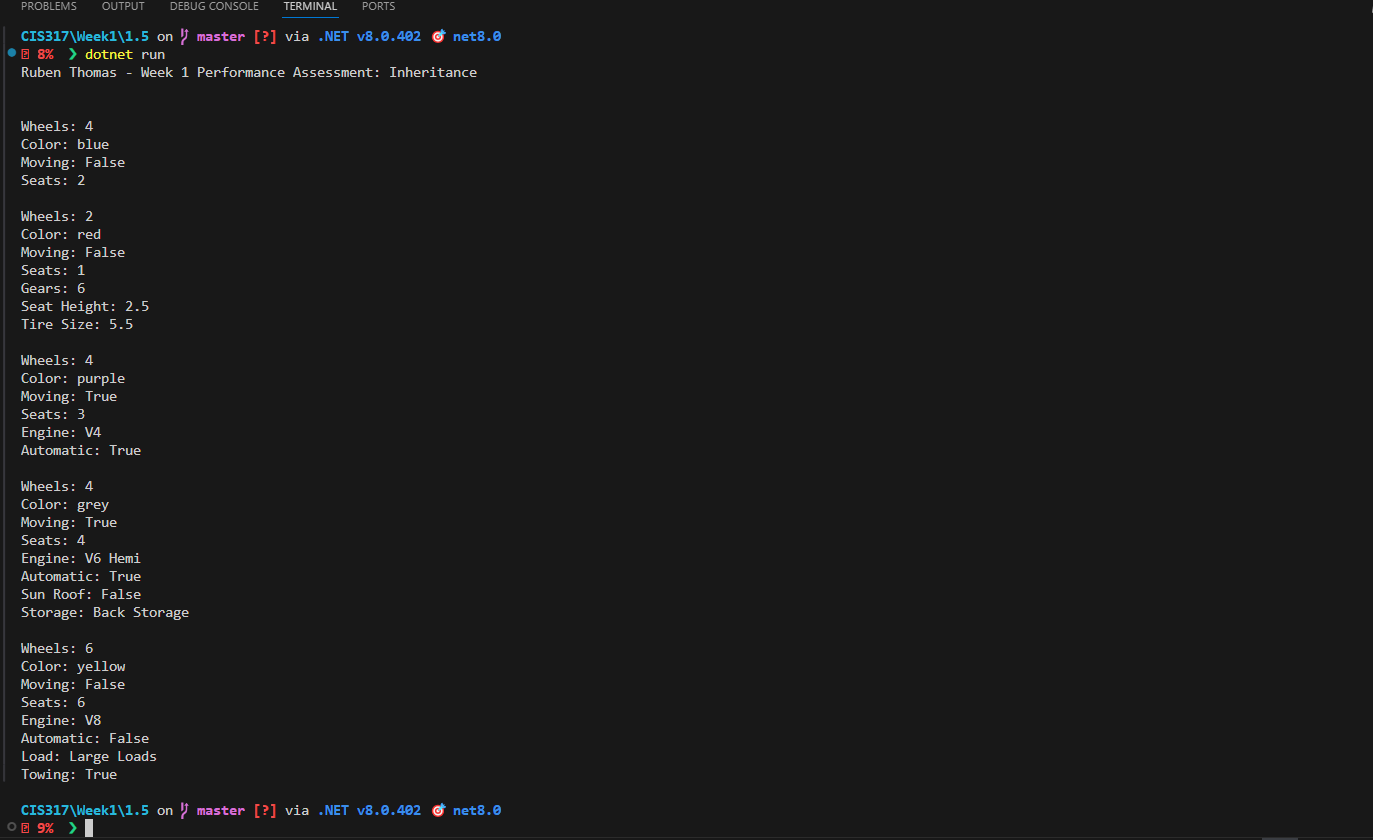 PROBLEMS OUTPUT DEBUG CONSOLE TERMINAL PORTS
CIS317\Week1\1.5 on master [?] via .NET v8.0.402 🎯 net8.0
8% ❯ dotnet run
Ruben Thomas - Week 1 Performance Assessment: Inheritance
Wheels: 4
Color: blue
Moving: False
Seats: 2
Wheels: 2
Color: red
Moving: False
Seats: 1
Gears: 6
Seat Height: 2.5
Tire Size: 5.5
Wheels: 4
Color: purple
Moving: True
Seats: 3
Engine: V4
Automatic: True
Wheels: 4
Color: grey
Moving: True
Seats: 4
Engine: V6 Hemi
Automatic: True
Sun Roof: False
Storage: Back Storage
Wheels: 6
Color: yellow
Moving: False
Seats: 6
Engine: V8
Automatic: False
Load: Large Loads
Towing: True
CIS317\Week1\1.5 on master [?] via .NET v8.0.402 🎯 net8.0
9% ❯